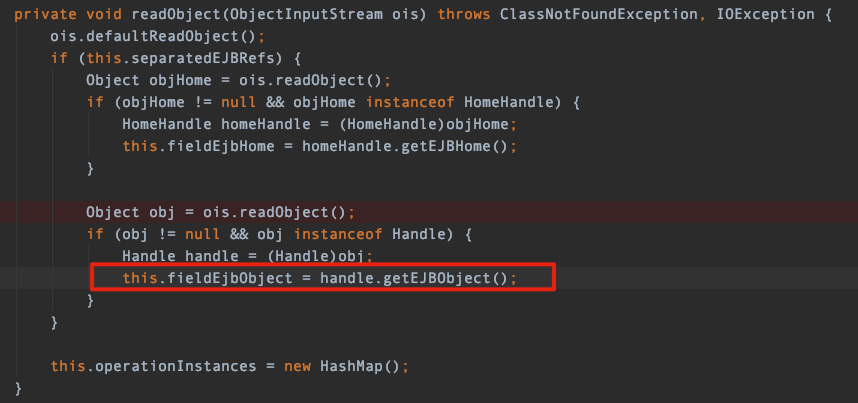 private void readObject(ObjectInputStream ois) throws ClassNotFoundException, IOException {
    ois.defaultReadObject();
    if (this.separatedEJBRefs) {
        Object objHome = ois.readObject();
        if (objHome != null && objHome instanceof HomeHandle) {
            HomeHandle homeHandle = (HomeHandle)objHome;
            this.fieldEjbHome = homeHandle.getEJBHome();
        }

        Object obj = ois.readObject();
        if (obj != null && obj instanceof Handle) {
            Handle handle = (Handle)obj;
            this.fieldEjbObject = handle.getEJBObject();
        }
    }

    this.operationInstances = new HashMap();
}